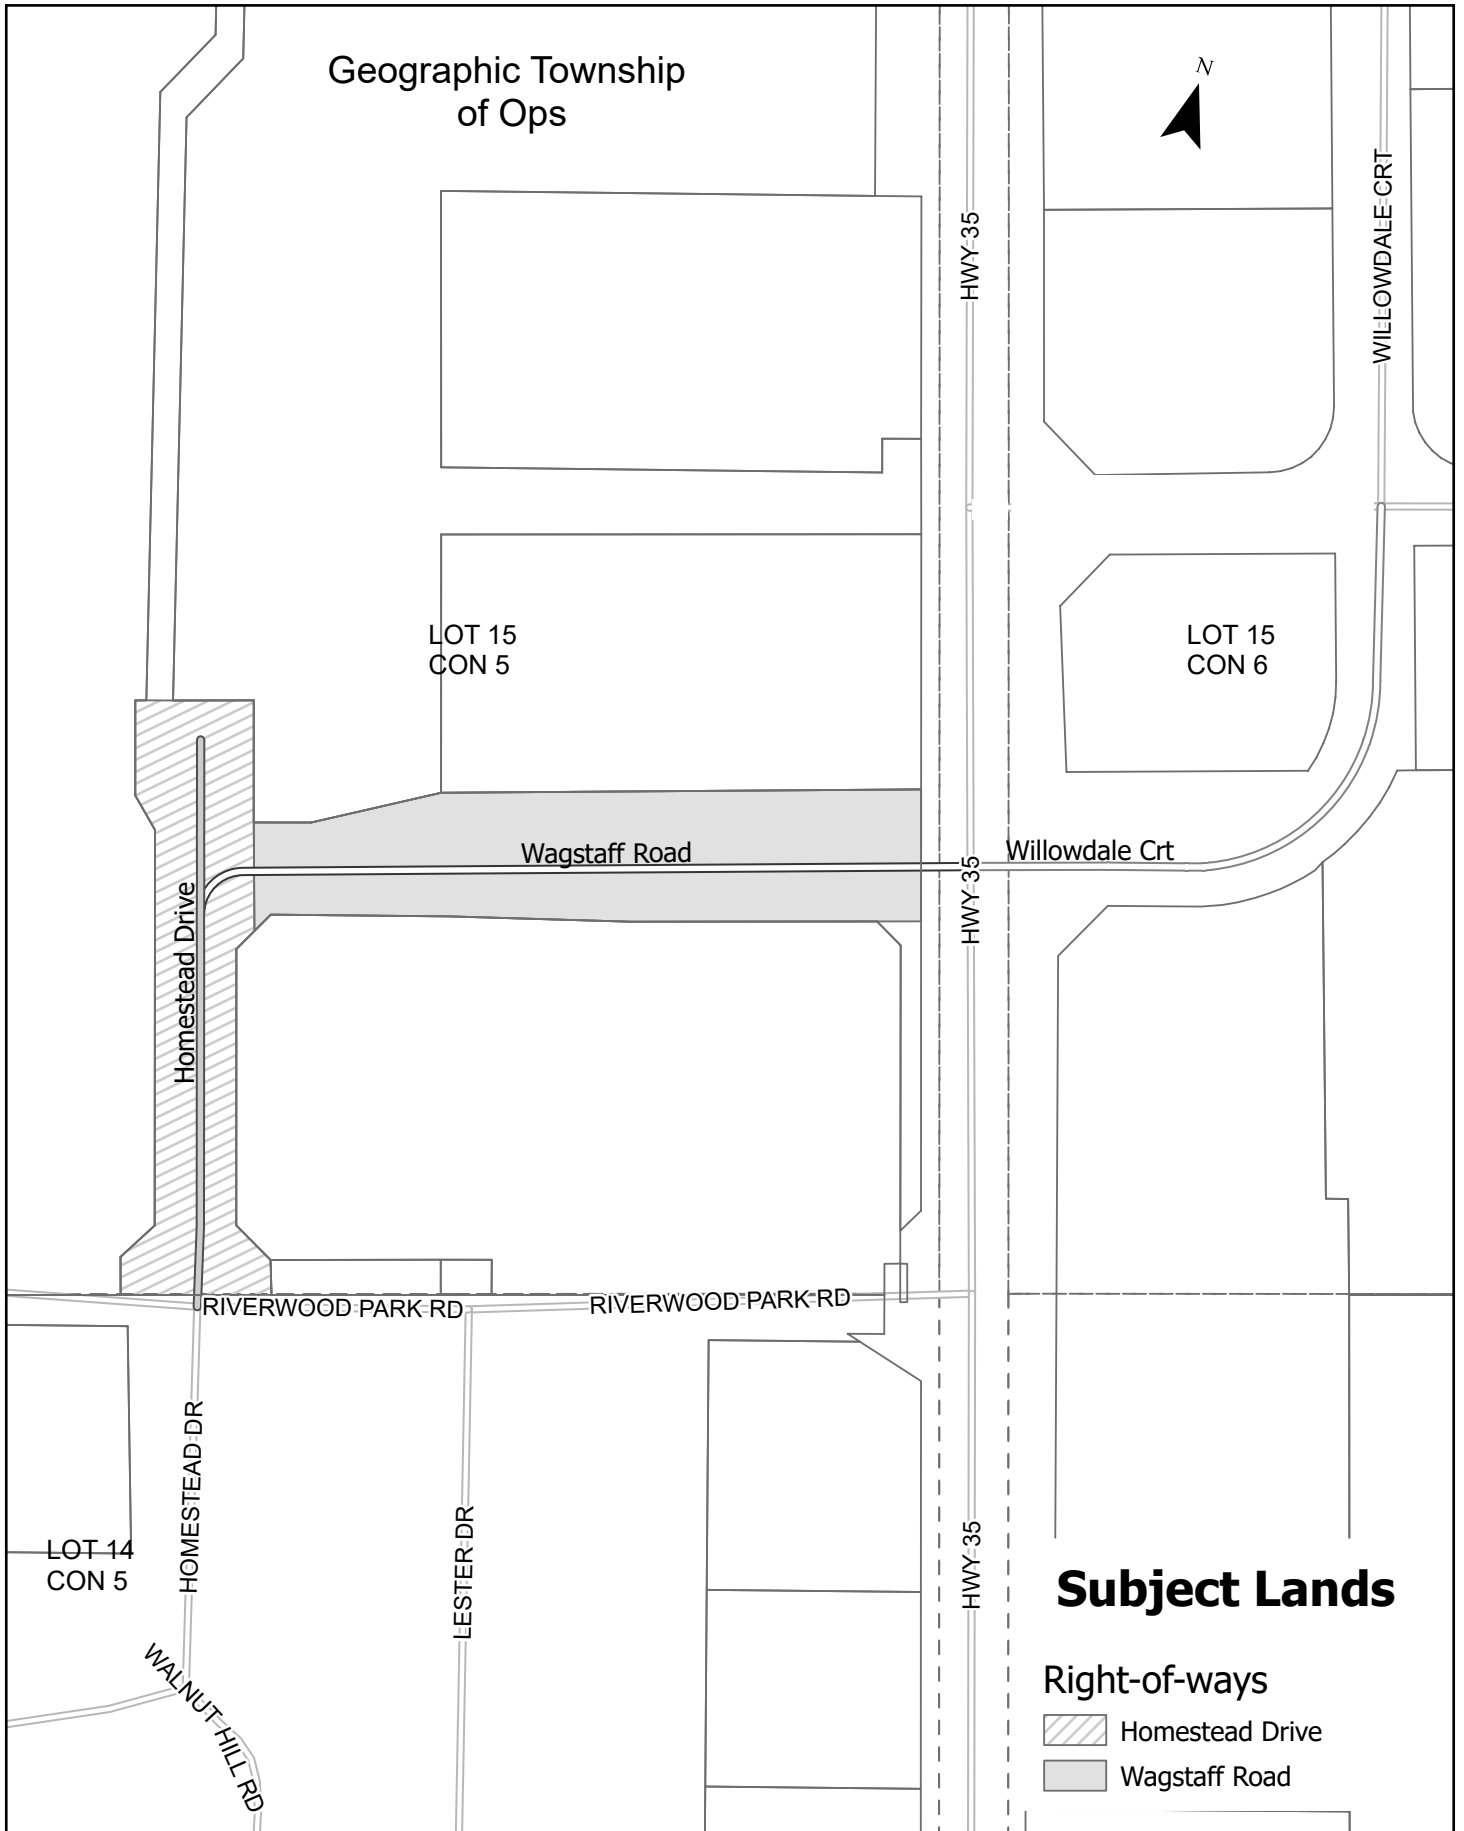 Geographic Township
of Ops
N
HWY 35
WILLOWDALE CRT
LOT 15
CON 5
LOT 15
CON 6
Wagstaff Road
Willowdale Crt
HWY 35
Homestead Drive
RIVERWOOD PARK RD
RIVERWOOD PARK RD
HOMESTEAD DR
LESTER DR
HWY 35
LOT 14
CON 5
WALNUT HILL RD
Subject Lands
Right-of-ways
Homestead Drive
Wagstaff Road